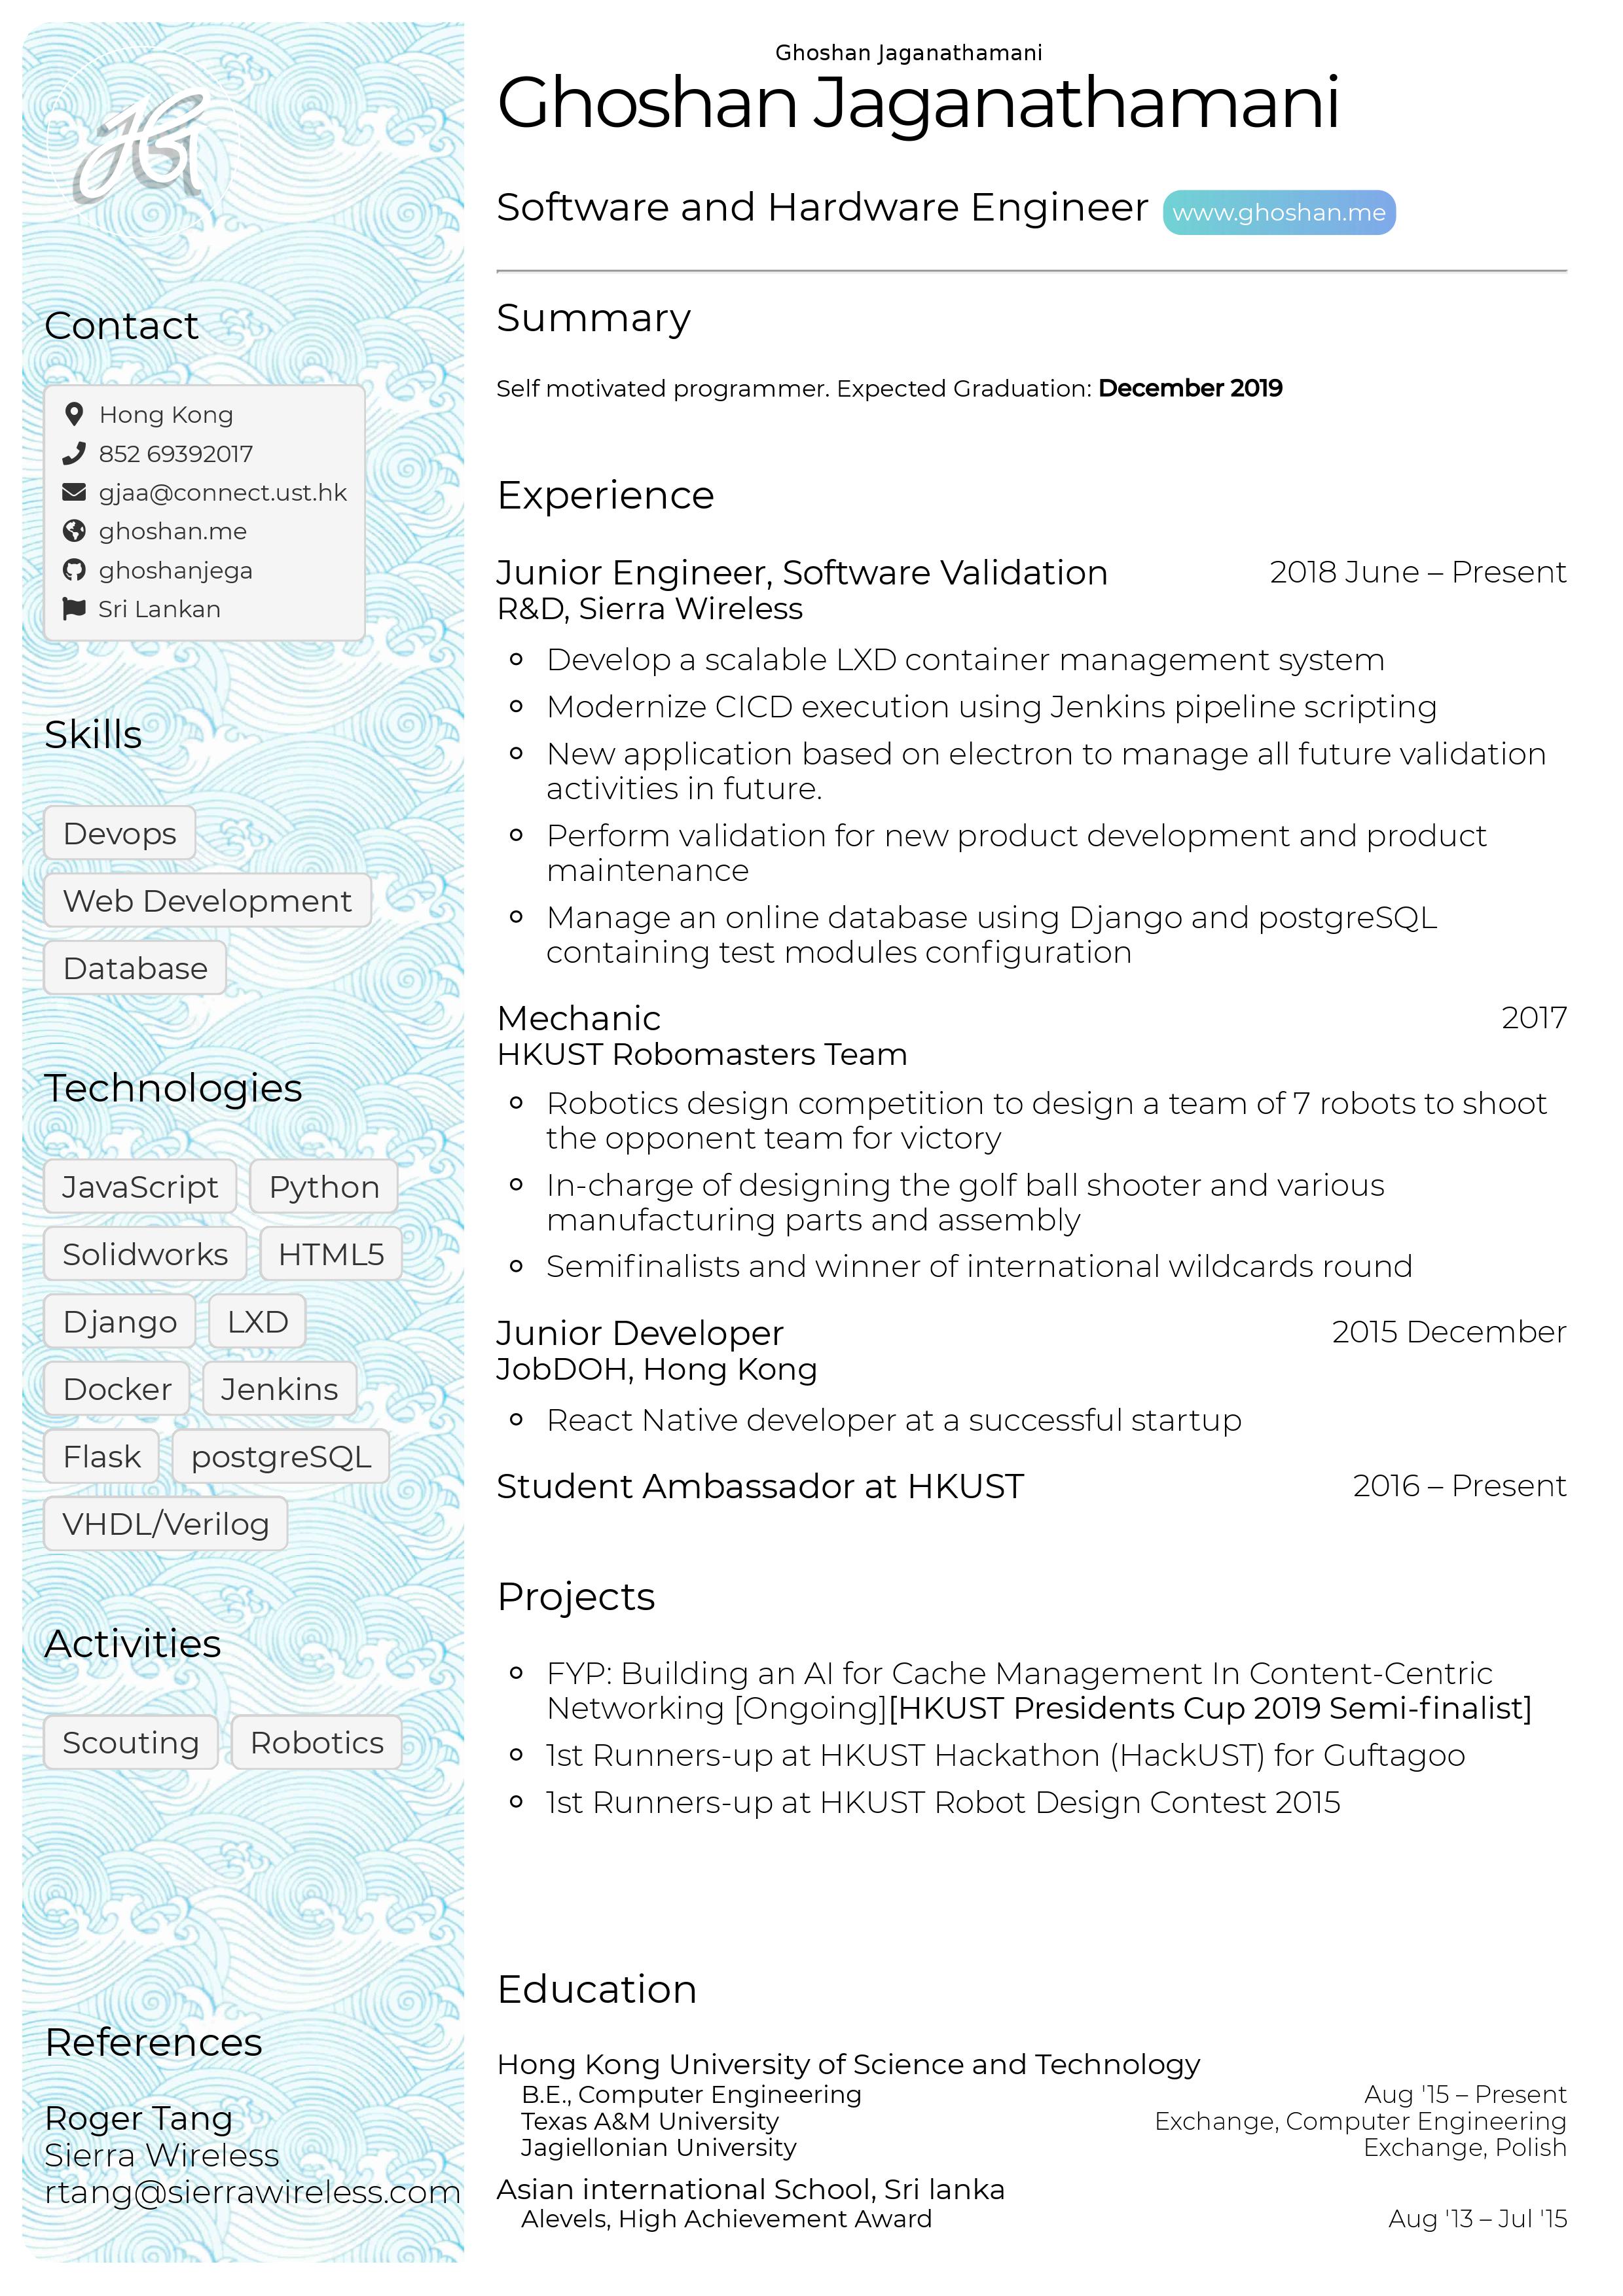 JG
Contact
Hong Kong
852 69392017
gjaa@connect.ust.hk
ghoshan.me
ghoshanjega
Sri Lankan
Skills
Devops
Web Development
Database
Technologies
JavaScript Python
Solidworks HTML5
Django LXD
Docker Jenkins
Flask postgreSQL
VHDL/Verilog
Activities
Scouting Robotics
References
Roger Tang
Sierra Wireless
rtang@sierrawireless.com
Ghoshan Jaganathamani
Ghoshan Jaganathamani
Software and Hardware Engineer www.ghoshan.me
Summary
Self motivated programmer. Expected Graduation: December 2019
Experience
Junior Engineer, Software Validation 2018 June – Present
R&D, Sierra Wireless
Develop a scalable LXD container management system
Modernize CICD execution using Jenkins pipeline scripting
New application based on electron to manage all future validation
activities in future.
Perform validation for new product development and product
maintenance
Manage an online database using Django and postgreSQL
containing test modules configuration
Mechanic 2017
HKUST Robomasters Team
Robotics design competition to design a team of 7 robots to shoot
the opponent team for victory
In-charge of designing the golf ball shooter and various
manufacturing parts and assembly
Semifinalists and winner of international wildcards round
Junior Developer 2015 December
JobDOH, Hong Kong
React Native developer at a successful startup
Student Ambassador at HKUST 2016 – Present
Projects
FYP: Building an AI for Cache Management In Content-Centric
Networking [Ongoing][HKUST Presidents Cup 2019 Semi-finalist]
1st Runners-up at HKUST Hackathon (HackUST) for Guftagoo
1st Runners-up at HKUST Robot Design Contest 2015
Education
Hong Kong University of Science and Technology
B.E., Computer Engineering Aug '15 – Present
Texas A&M University Exchange, Computer Engineering
Jagiellonian University Exchange, Polish
Asian international School, Sri lanka
Alevels, High Achievement Award Aug '13 – Jul '15